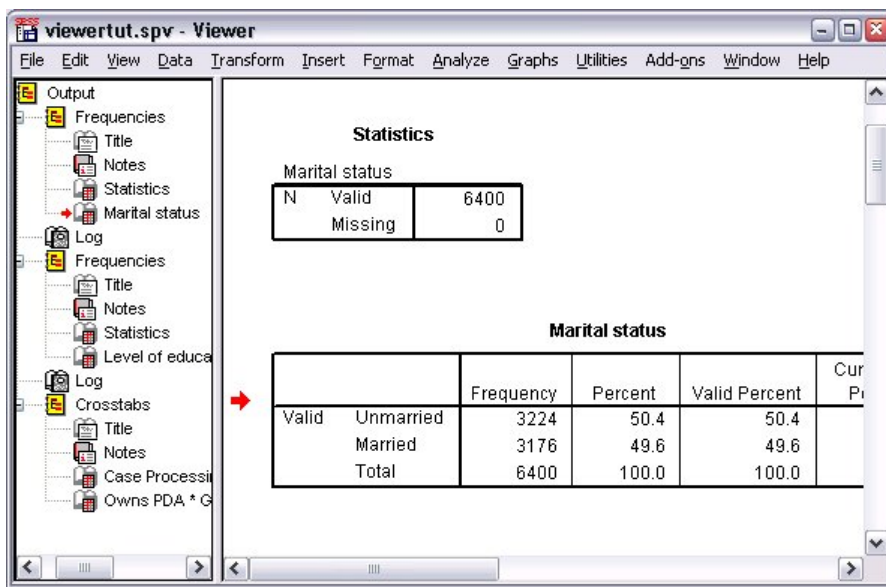 viewertut.spv - Viewer
File Edit View Data Transform Insert Format Analyze Graphs Utilities Add-ons Window Help
Output
Frequencies
Title
Notes
Statistics
Marital status
Log
Frequencies
Title
Notes
Statistics
Level of educa
Log
Crosstabs
Title
Notes
Case Processi
Owns PDA * G
Statistics
Marital status
N Valid 6400
Missing 0
Marital status
Frequency Percent Valid Percent Cur
P
Valid Unmarried 3224 50.4 50.4
Married 3176 49.6 49.6
Total 6400 100.0 100.0